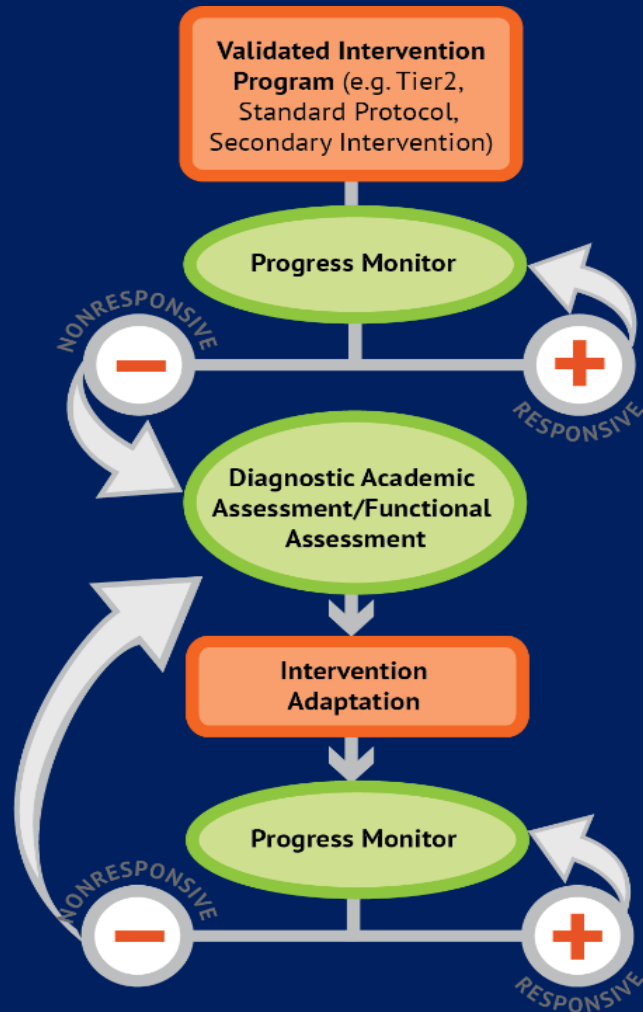 Validated Intervention
Program (e.g. Tier2,
Standard Protocol,
Secondary Intervention)
Progress Monitor
NONRESPONSIVE
RESPONSIVE
Diagnostic Academic
Assessment/Functional
Assessment
Intervention
Adaptation
Progress Monitor
NONRESPONSIVE
RESPONSIVE